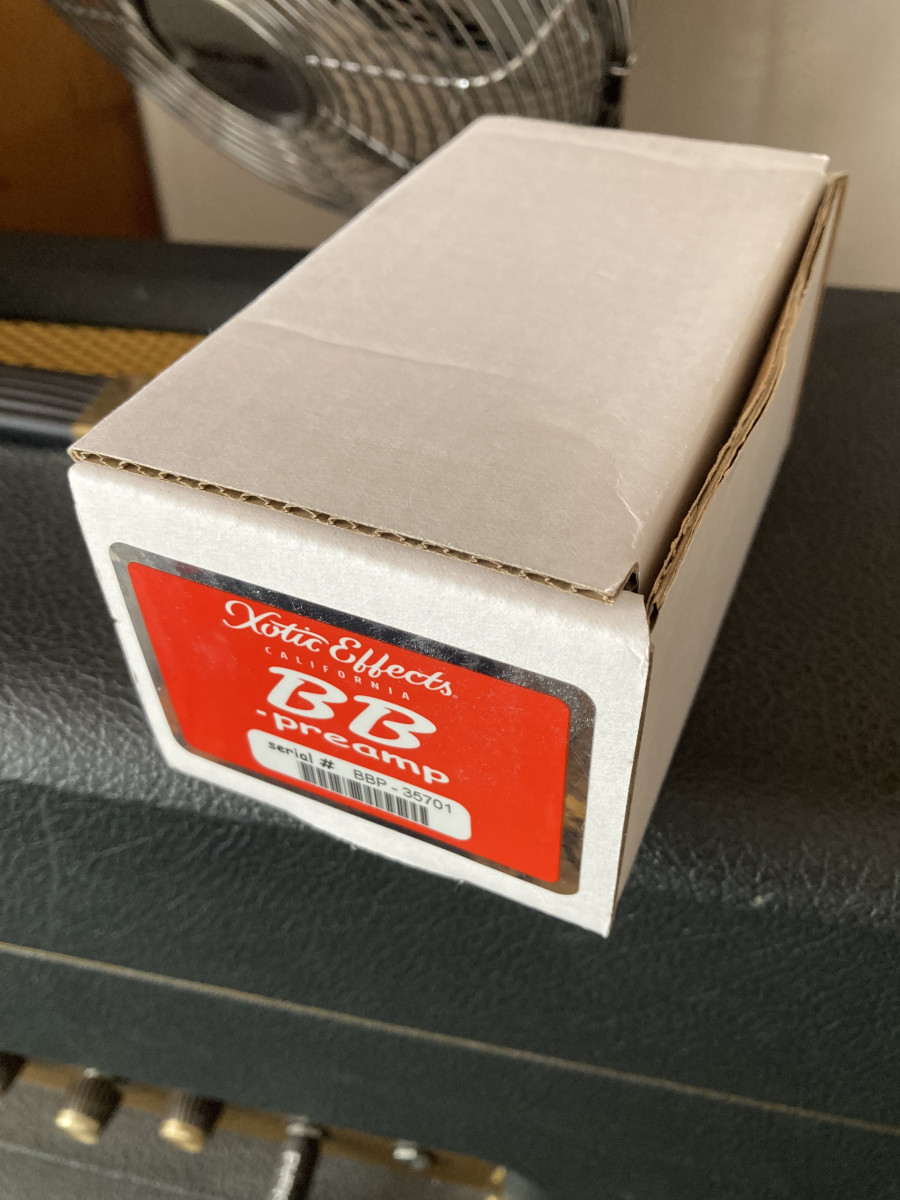 Xotic Effects
CALIFORNIA
BB
-preamp
serial # BBP - 35701